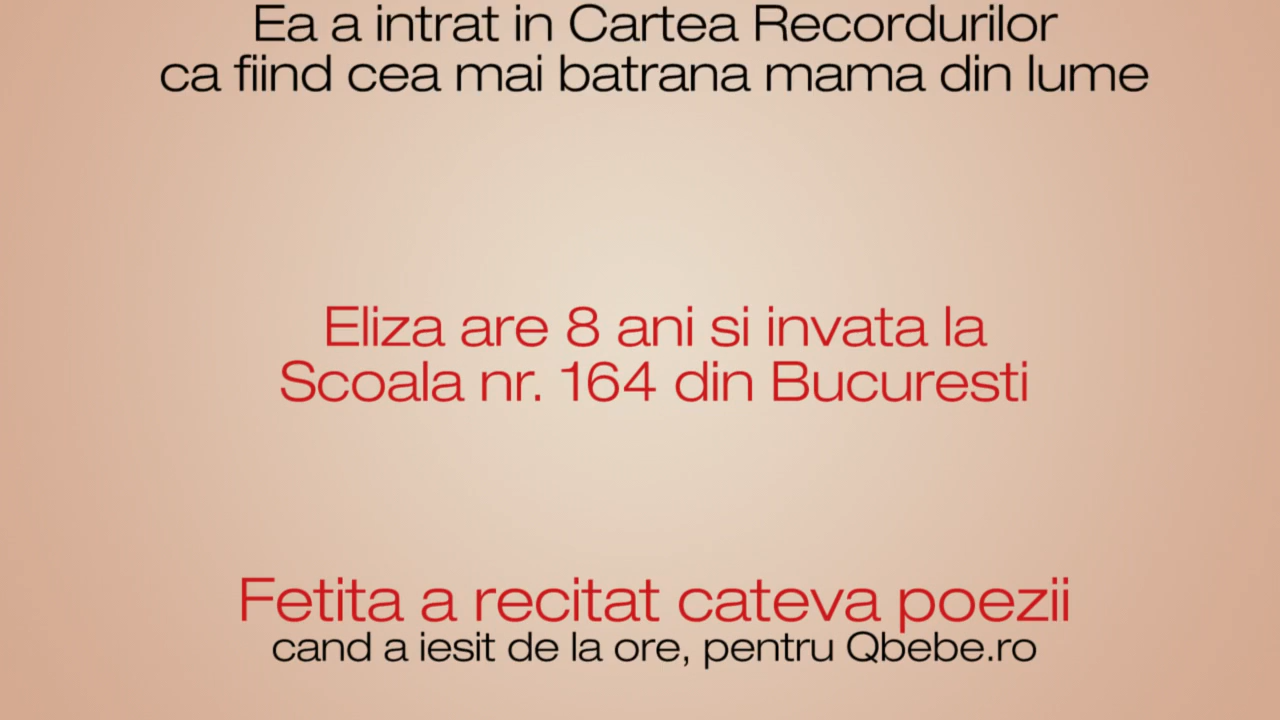 Ea a intrat in Cartea Recordurilor
ca fiind cea mai batrana mama din lume
Eliza are 8 ani si invata la
Scoala nr. 164 din Bucuresti
Fetita a recitat cateva poezii
cand a iesit de la ore, pentru Qbebe.ro